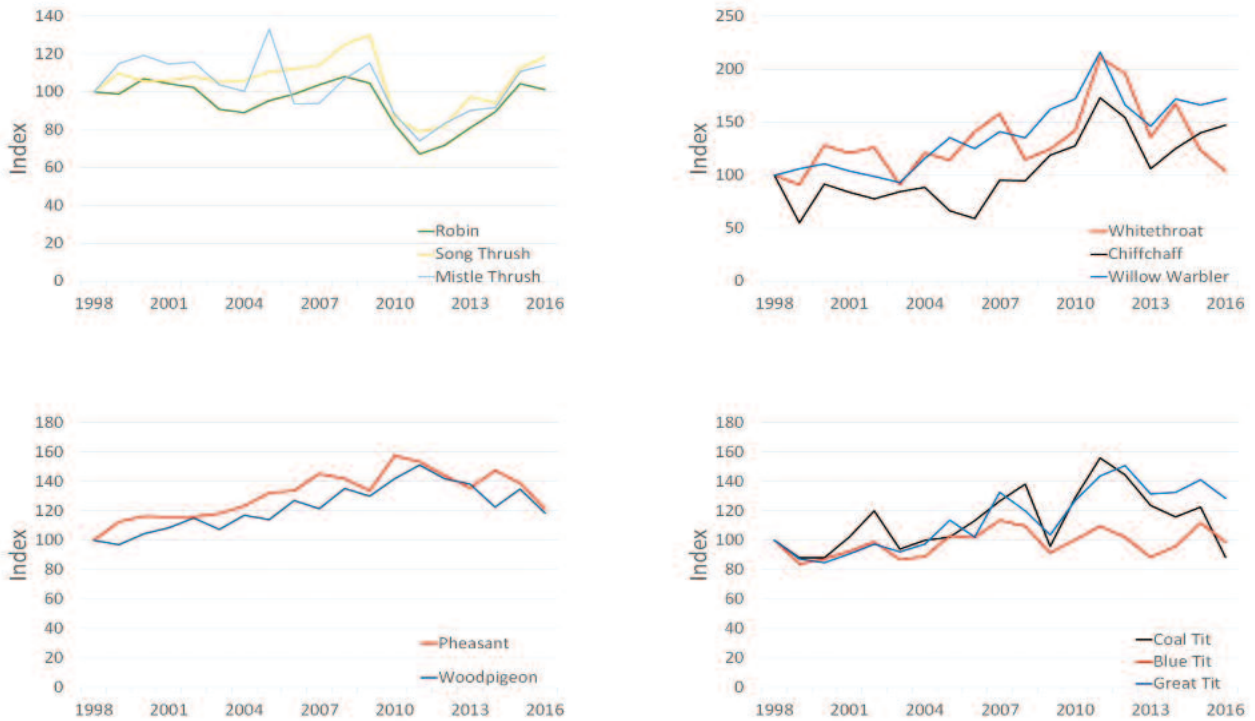 140
120
100
80
60
40
20
0
Index
Robin
Song Thrush
Mistle Thrush
1998 2001 2004 2007 2010 2013 2016
250
200
150
100
50
0
Index
Whitethroat
Chiffchaff
Willow Warbler
1998 2001 2004 2007 2010 2013 2016
180
160
140
120
100
80
60
40
20
0
Index
Pheasant
Woodpigeon
1998 2001 2004 2007 2010 2013 2016
180
160
140
120
100
80
60
40
20
0
Index
Coal Tit
Blue Tit
Great Tit
1998 2001 2004 2007 2010 2013 2016